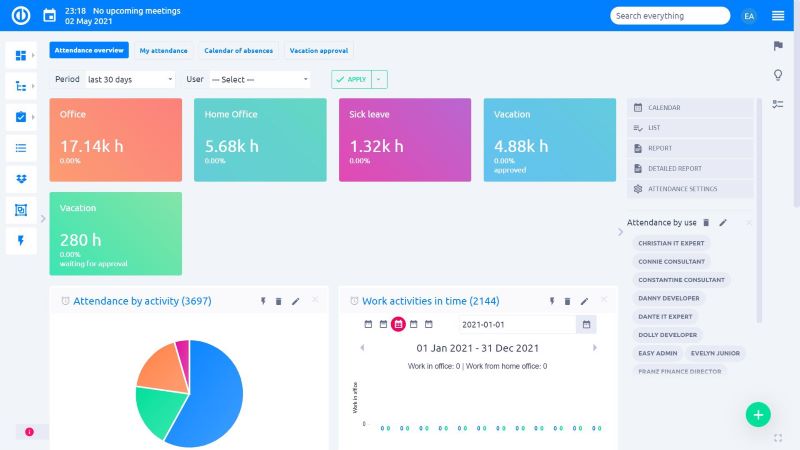 23:18 No upcoming meetings
02 May 2021
Search everything
EA
Attendance overview
My attendance
Calendar of absences
Vacation approval
Period
last 30 days
User
--- Select ---
APPLY
Office
17.14k h
0.00%
Home Office
5.68k h
0.00%
Sick leave
1.32k h
0.00%
Vacation
4.88k h
0.00%
approved
Vacation
280 h
0.00%
waiting for approval
CALENDAR
LIST
REPORT
DETAILED REPORT
ATTENDANCE SETTINGS
Attendance by use
CHRISTIAN IT EXPERT
CONNIE CONSULTANT
CONSTANTINE CONSULTANT
DANNY DEVELOPER
DANTE IT EXPERT
DOLLY DEVELOPER
EASY ADMIN
EVELYN JUNIOR
FRANZ FINANCE DIRECTOR
Attendance by activity (3697)
Work activities in time (2144)
2021-01-01
01 Jan 2021 - 31 Dec 2021
Work in office: 0 | Work from home office: 0
Work in office
0
0 0 0 0 0 0 0 0 0 0 0 0 0 0 0 0 0 0 0 0 0 0 0 0